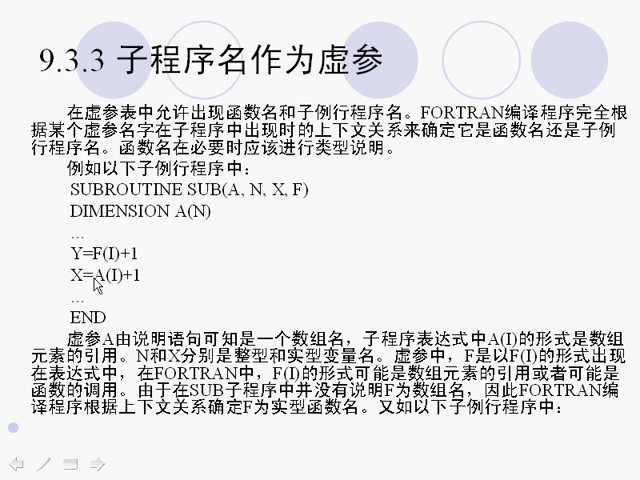 9.3.3 子程序名作为虚参
在虚参表中允许出现函数名和子例行程序名。FORTRAN编译程序完全根
据某个虚参名字在子程序中出现时的上下文关系来确定它是函数名还是子例
行程序名。函数名在必要时应该进行类型说明。
例如以下子例行程序中：
SUBROUTINE SUB(A, N, X, F)
DIMENSION A(N)
...
Y=F(I)+1
X=A(I)+1
...
END
虚参A由说明语句可知是一个数组名，子程序表达式中A(I)的形式是数组
元素的引用。N和X分别是整型和实型变量名。虚参中，F是以F(I)的形式出现
在表达式中，在FORTRAN中，F(I)的形式可能是数组元素的引用或者可能是
函数的调用。由于在SUB子程序中并没有说明F为数组名，因此FORTRAN编
译程序根据上下文关系确定F为实型函数名。又如以下子例行程序中：